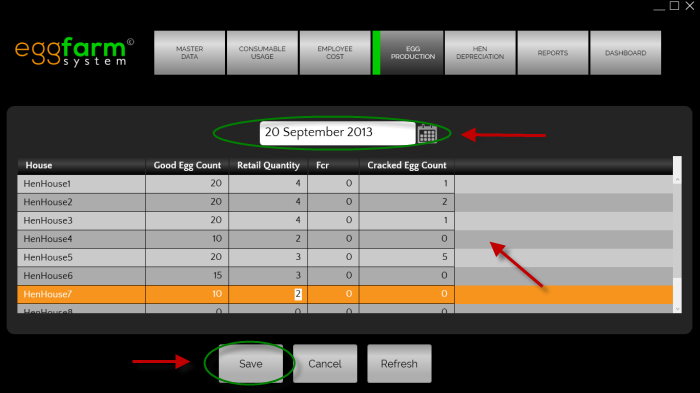 eggfarm©
system
MASTER
DATA
CONSUMABLE
USAGE
EMPLOYEE
COST
EGG
PRODUCTION
HEN
DEPRECIATION
REPORTS
DASHBOARD
20 September 2013
House Good Egg Count Retail Quantity Fcr Cracked Egg Count
HenHouse1 20 4 0 1
HenHouse2 20 4 0 2
HenHouse3 20 4 0 1
HenHouse4 10 2 0 0
HenHouse5 20 3 0 5
HenHouse6 15 3 0 0
HenHouse7 10 2 0 0
HenHouse8 0 0 0 0
Save Cancel Refresh